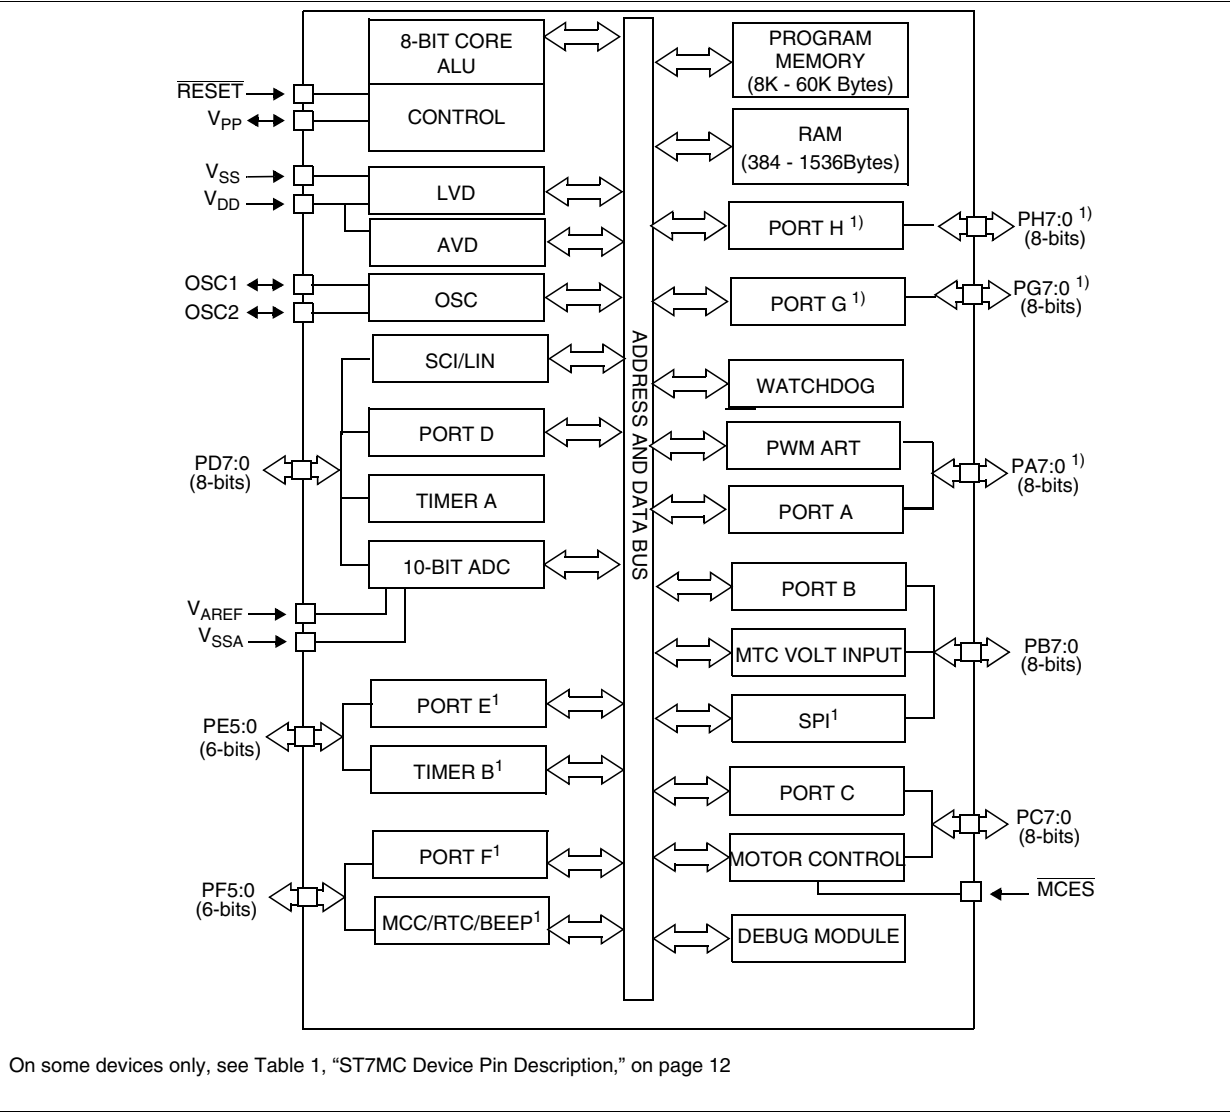 8-BIT CORE
ALU
CONTROL
RESET
VPP
VSS
VDD
LVD
AVD
OSC1
OSC2
OSC
SCI/LIN
PORT D
PD7:0
(8-bits)
TIMER A
10-BIT ADC
VAREF
VSSA
PORT E1
PE5:0
(6-bits)
TIMER B1
PORT F1
PF5:0
(6-bits)
MCC/RTC/BEEP1
ADDRESS AND DATA BUS
PROGRAM
MEMORY
(8K - 60K Bytes)
RAM
(384 - 1536Bytes)
PORT H 1)
PH7:0 1)
(8-bits)
PORT G 1)
PG7:0 1)
(8-bits)
WATCHDOG
PWM ART
PA7:0 1)
(8-bits)
PORT A
PORT B
MTC VOLT INPUT
PB7:0
(8-bits)
SPI1
PORT C
PC7:0
(8-bits)
MOTOR CONTROL
MCES
DEBUG MODULE
On some devices only, see Table 1, “ST7MC Device Pin Description,” on page 12